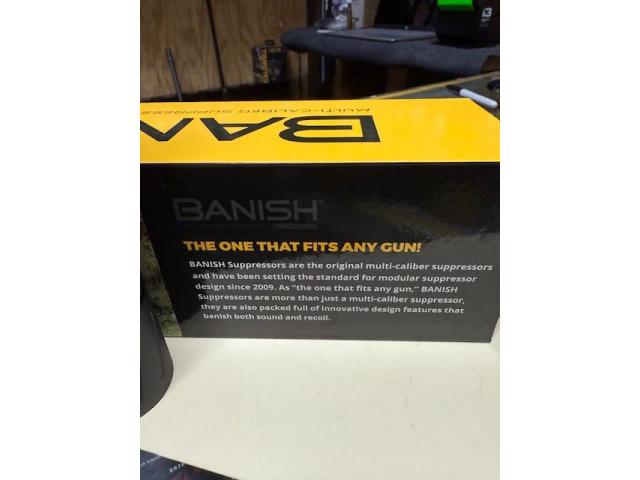 BAN
MULTI-CALIBER SUPPRESS
BANISH
THE ONE THAT FITS ANY GUN!
BANISH Suppressors are the original multi-caliber suppressors
and have been setting the standard for modular suppressor
design since 2009. As "the one that fits any gun," BANISH
Suppressors are more than just a multi-caliber suppressor,
they are also packed full of innovative design features that
banish both sound and recoil.